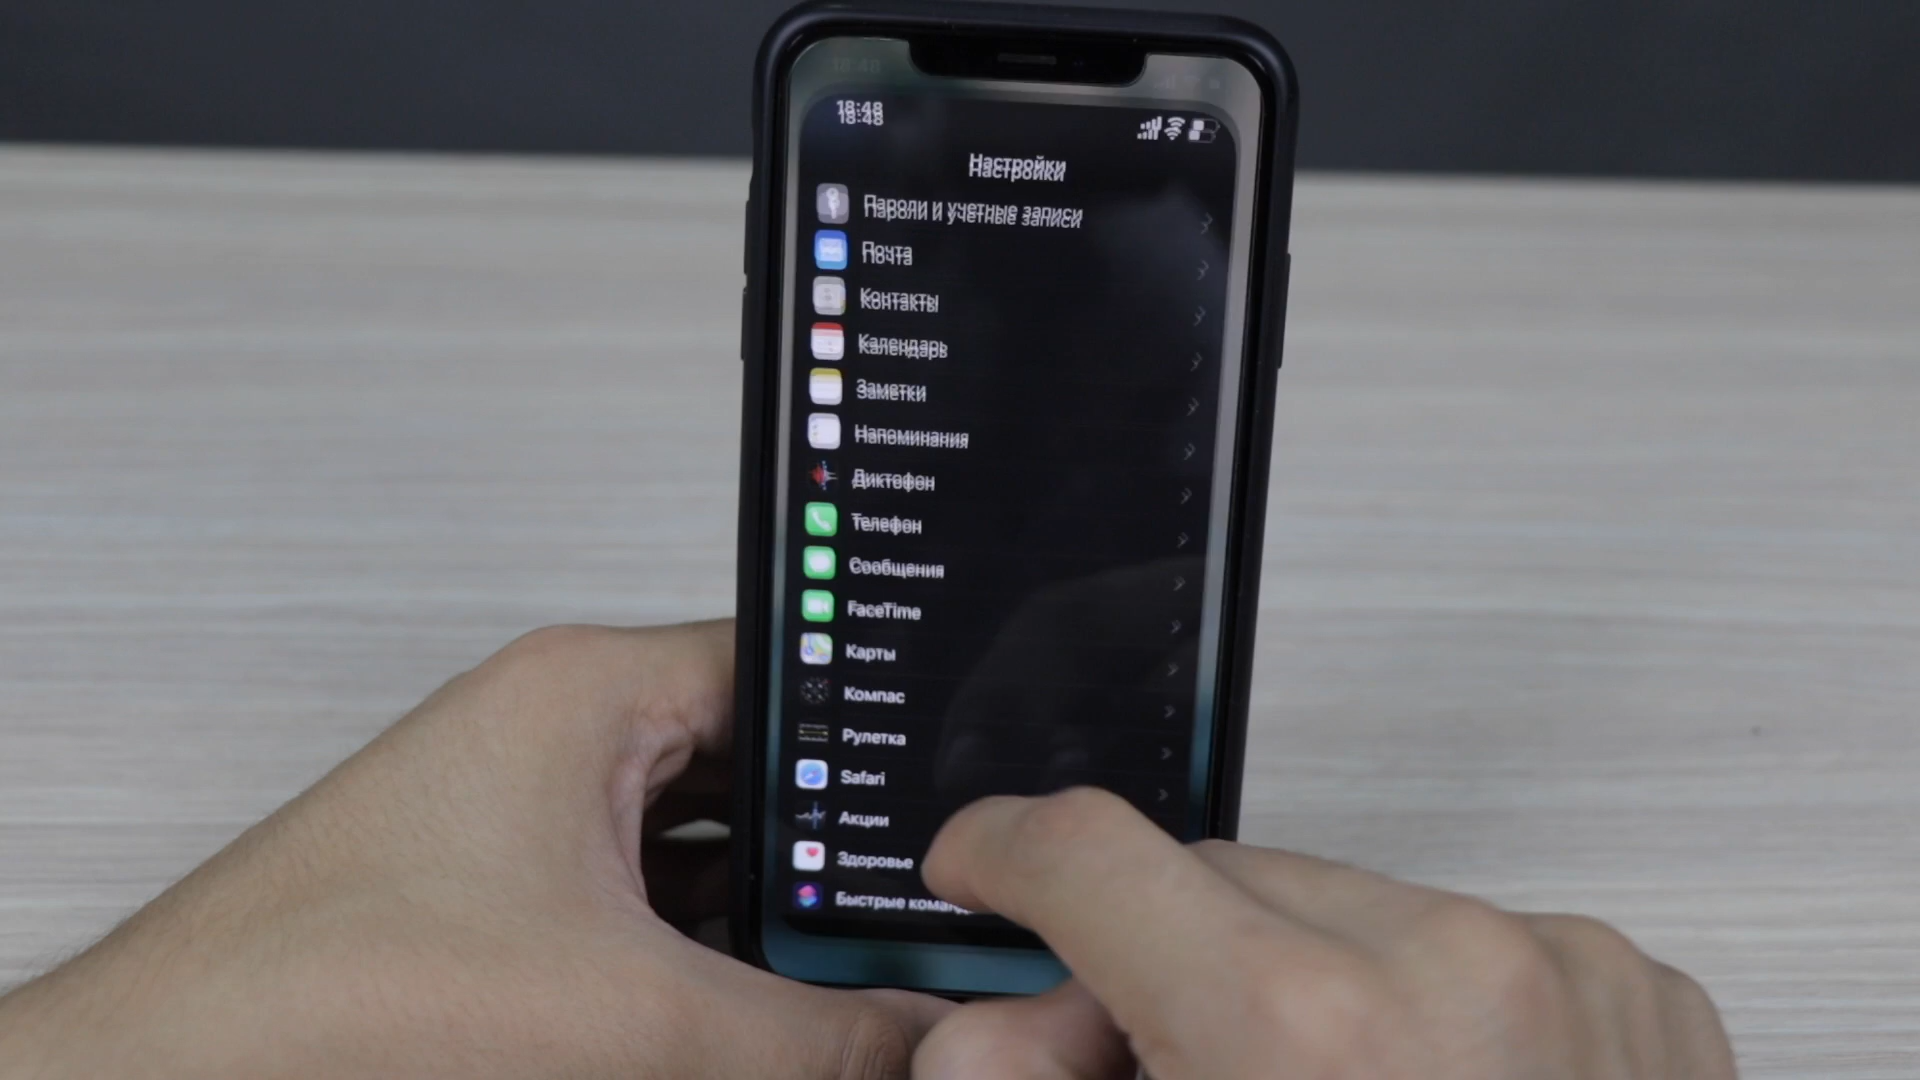 18:48
Настройки
Пароли и учетные записи
Почта
Контакты
Календарь
Заметки
Напоминания
Диктофон
Телефон
Сообщения
FaceTime
Карты
Компас
Рулетка
Safari
Акции
Здоровье
Быстрые